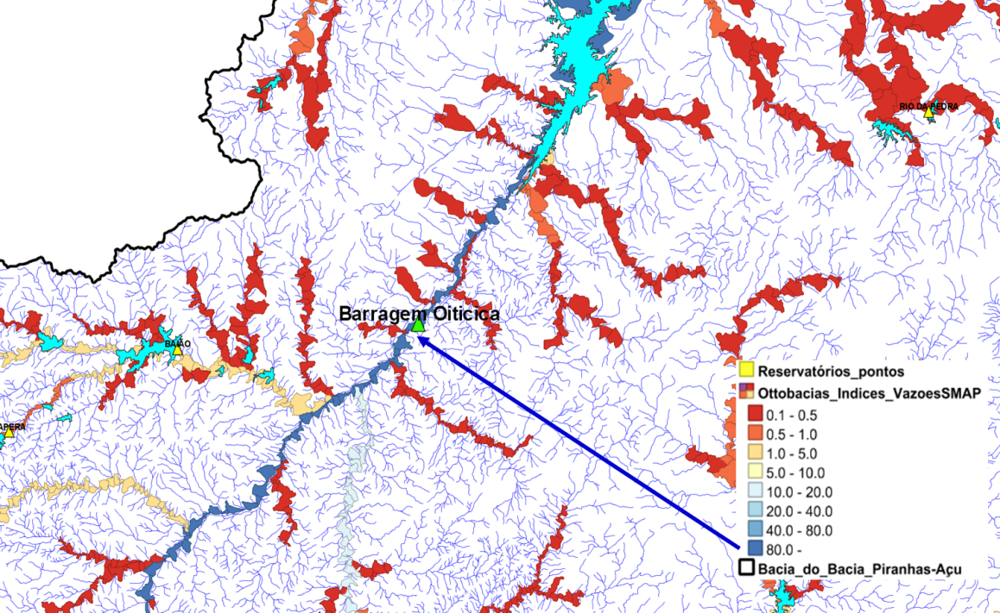 RIO DA PEDRA
Barragem Oiticica
BAIÃO
APERA
Reservatórios_pontos
Ottobacias_Indices_VazoesSMAP
0.1 - 0.5
0.5 - 1.0
1.0 - 5.0
5.0 - 10.0
10.0 - 20.0
20.0 - 40.0
40.0 - 80.0
80.0 -
Bacia_do_Bacia_Piranhas-Açu